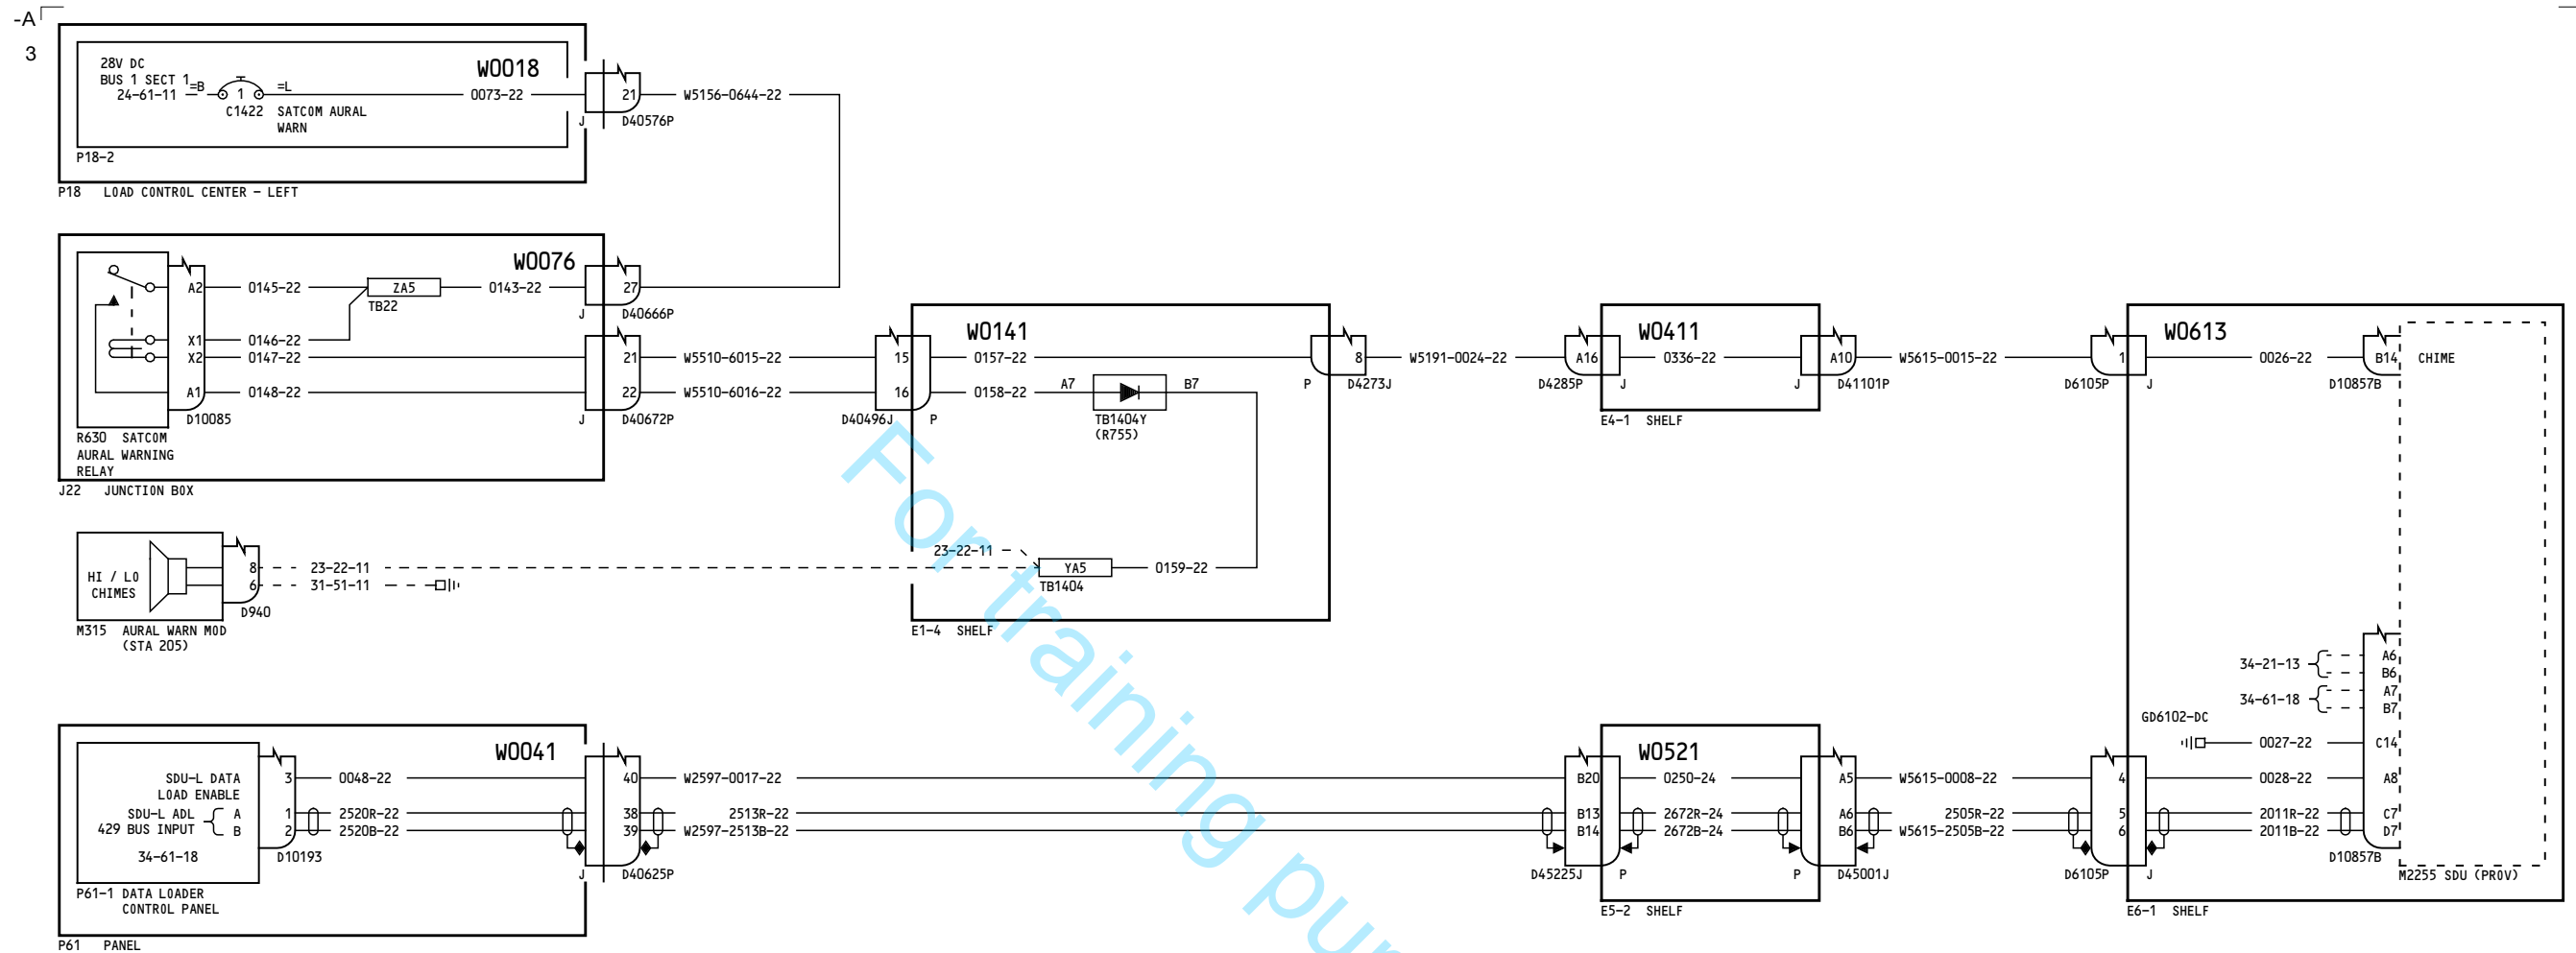 -A
3
28V DC
BUS 1 SECT 1
24-61-11
=B
1
=L
C1422
SATCOM AURAL
WARN
W0018
0073-22
21
W5156-0644-22
J
D40576P
P18-2
P18 LOAD CONTROL CENTER - LEFT
W0076
A2
0145-22
ZA5
TB22
0143-22
27
J
D40666P
X1
0146-22
X2
0147-22
21
W5510-6015-22
A1
0148-22
22
W5510-6016-22
D10085
J
D40672P
R630 SATCOM
AURAL WARNING
RELAY
J22 JUNCTION BOX
W0141
15
0157-22
8
W5191-0024-22
16
0158-22
A7
B7
P
D4273J
D40496J
P
TB1404Y
(R755)
23-22-11
YA5
0159-22
TB1404
E1-4 SHELF
W0411
A16
0336-22
A10
W5615-0015-22
D4285P
J
J
D41101P
E4-1 SHELF
W0613
1
0026-22
B14
CHIME
D6105P
J
D10857B
HI / LO
CHIMES
8
23-22-11
6
31-51-11
D940
M315 AURAL WARN MOD
(STA 205)
34-21-13
A6
B6
34-61-18
A7
B7
GD6102-DC
0027-22
C14
W0041
SDU-L DATA
LOAD ENABLE
3
0048-22
40
W2597-0017-22
SDU-L ADL
429 BUS INPUT
A
B
1
2520R-22
38
2513R-22
2
2520B-22
39
W2597-2513B-22
34-61-18
D10193
J
D40625P
P61-1 DATA LOADER
CONTROL PANEL
P61 PANEL
W0521
B20
0250-24
A5
W5615-0008-22
4
0028-22
A8
B13
2672R-24
A6
2505R-22
5
2011R-22
C7
B14
2672B-24
B6
W5615-2505B-22
6
2011B-22
D7
D45225J
P
P
D45001J
D6105P
J
D10857B
M2255 SDU (PROV)
E5-2 SHELF
E6-1 SHELF
For training pur